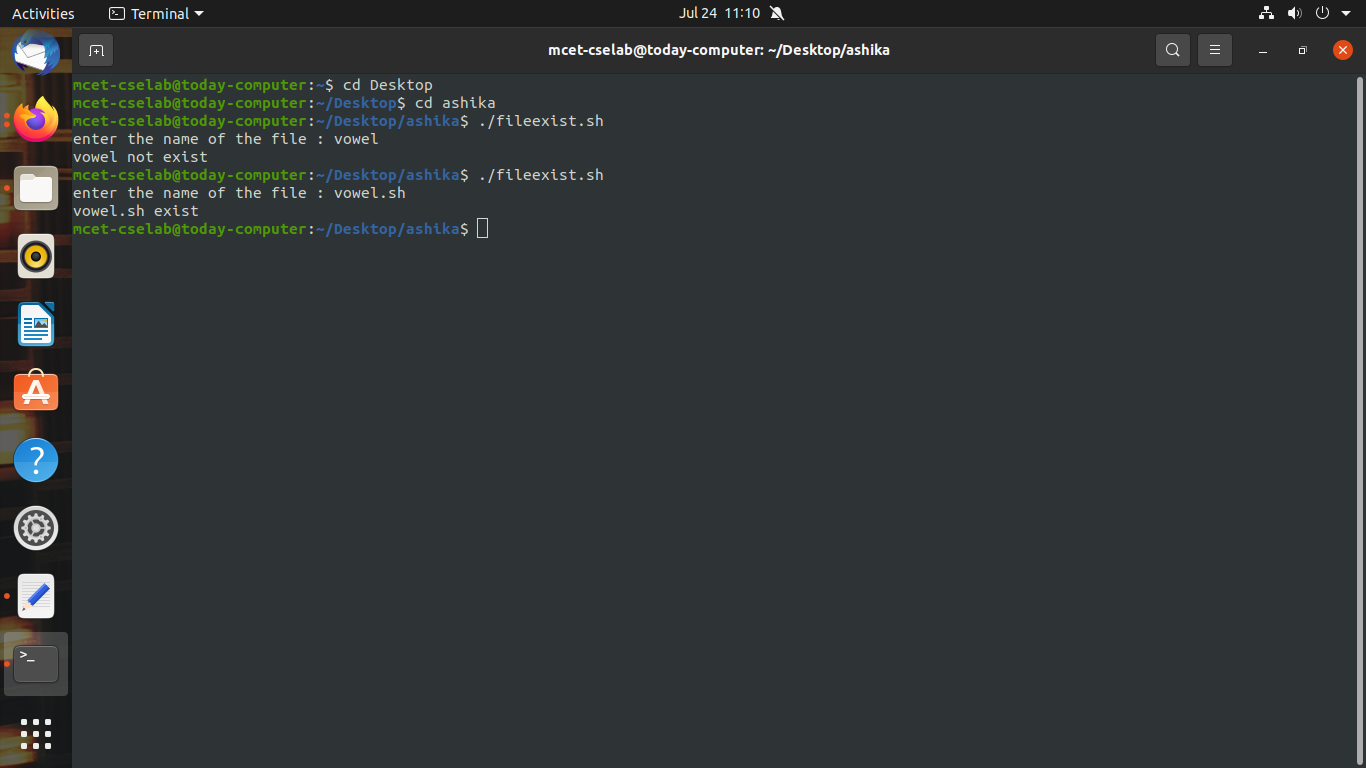 Activities
Terminal
Jul 24 11:10
mcet-cselab@today-computer: ~/Desktop/ashika
mcet-cselab@today-computer:~$ cd Desktop
mcet-cselab@today-computer:~/Desktop$ cd ashika
mcet-cselab@today-computer:~/Desktop/ashika$ ./fileexist.sh
enter the name of the file : vowel
vowel not exist
mcet-cselab@today-computer:~/Desktop/ashika$ ./fileexist.sh
enter the name of the file : vowel.sh
vowel.sh exist
mcet-cselab@today-computer:~/Desktop/ashika$